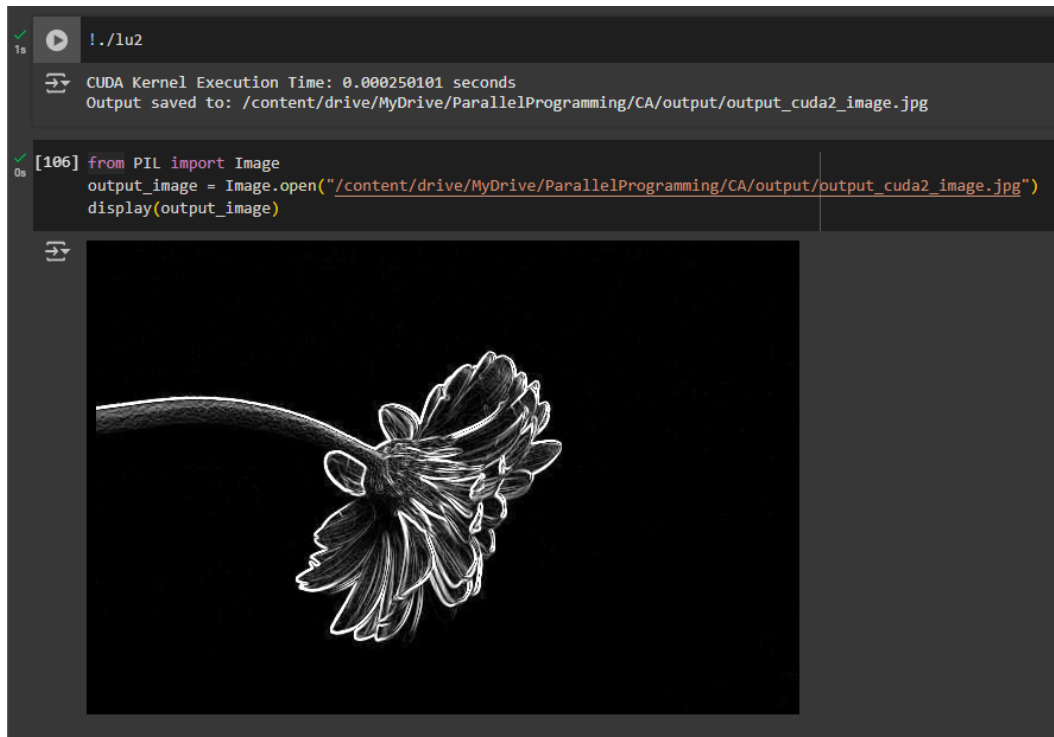 1s
!./lu2
CUDA Kernel Execution Time: 0.000250101 seconds
Output saved to: /content/drive/MyDrive/ParallelProgramming/CA/output/output_cuda2_image.jpg
0s
[106] from PIL import Image
output_image = Image.open("/content/drive/MyDrive/ParallelProgramming/CA/output/output_cuda2_image.jpg")
display(output_image)